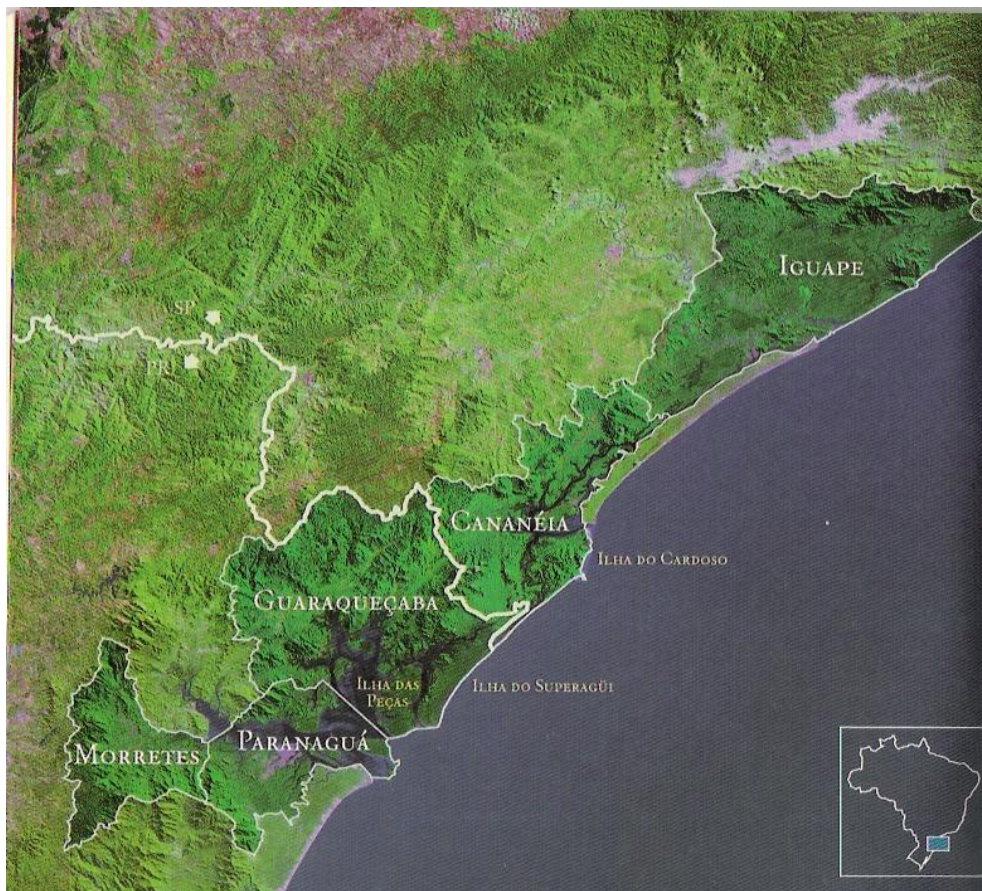 Iguape
SP
PR
Cananéia
Ilha do Cardoso
Guaraqueçaba
Ilha das
Peças
Ilha do Superagüi
Morretes
Paranaguá